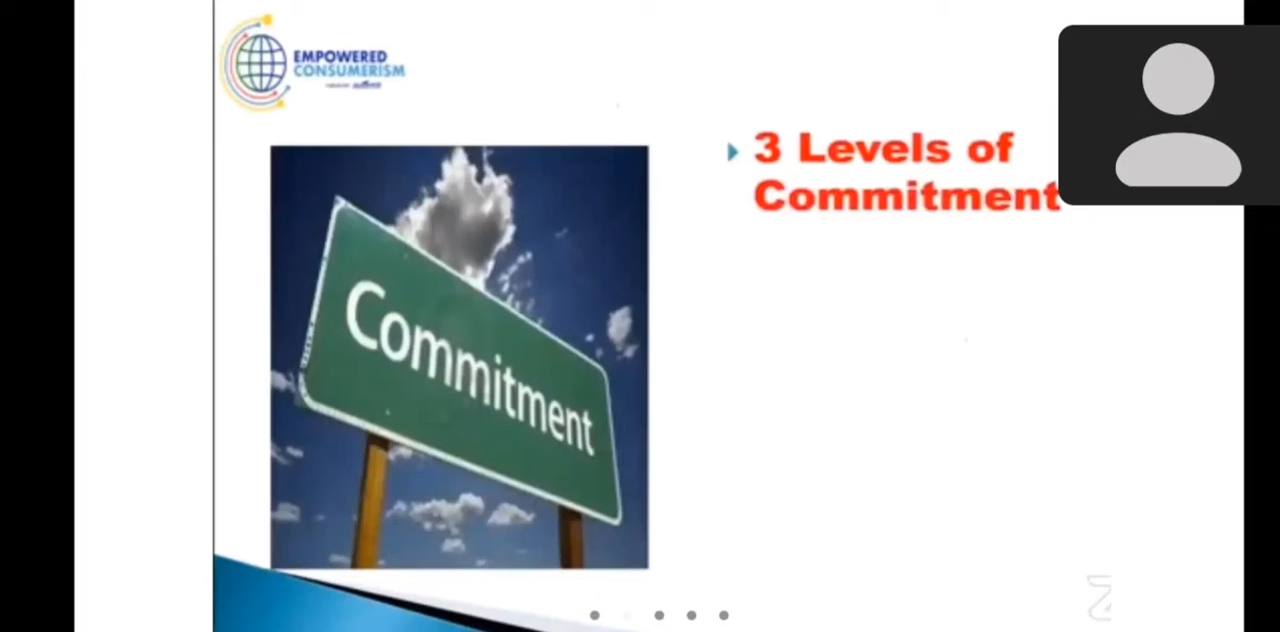 EMPOWERED
CONSUMERISM
3 Levels of
Commitment
Commitment